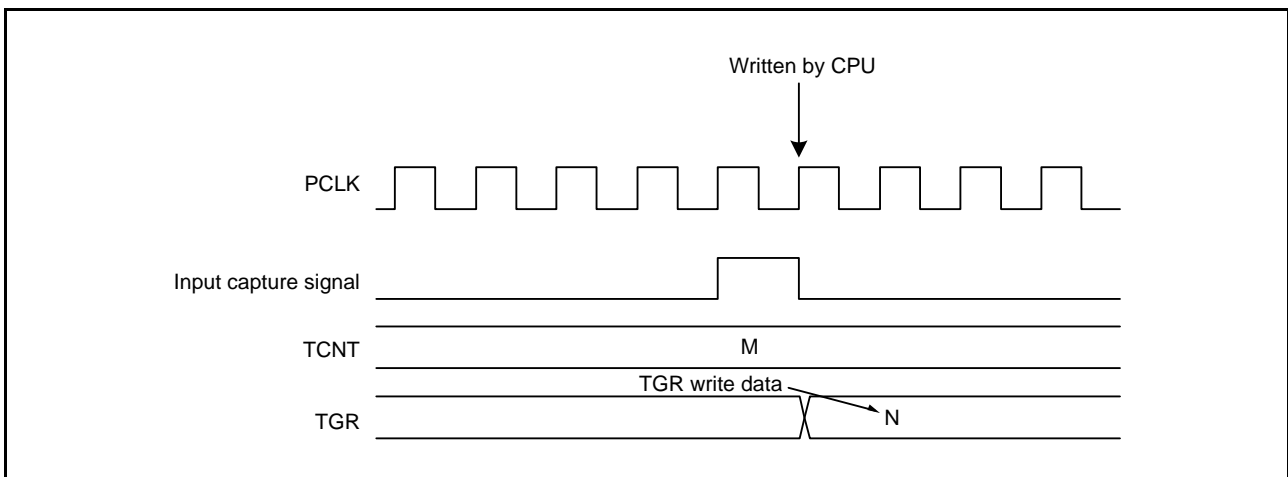 Written by CPU
PCLK
Input capture signal
TCNT
M
TGR write data
TGR
N